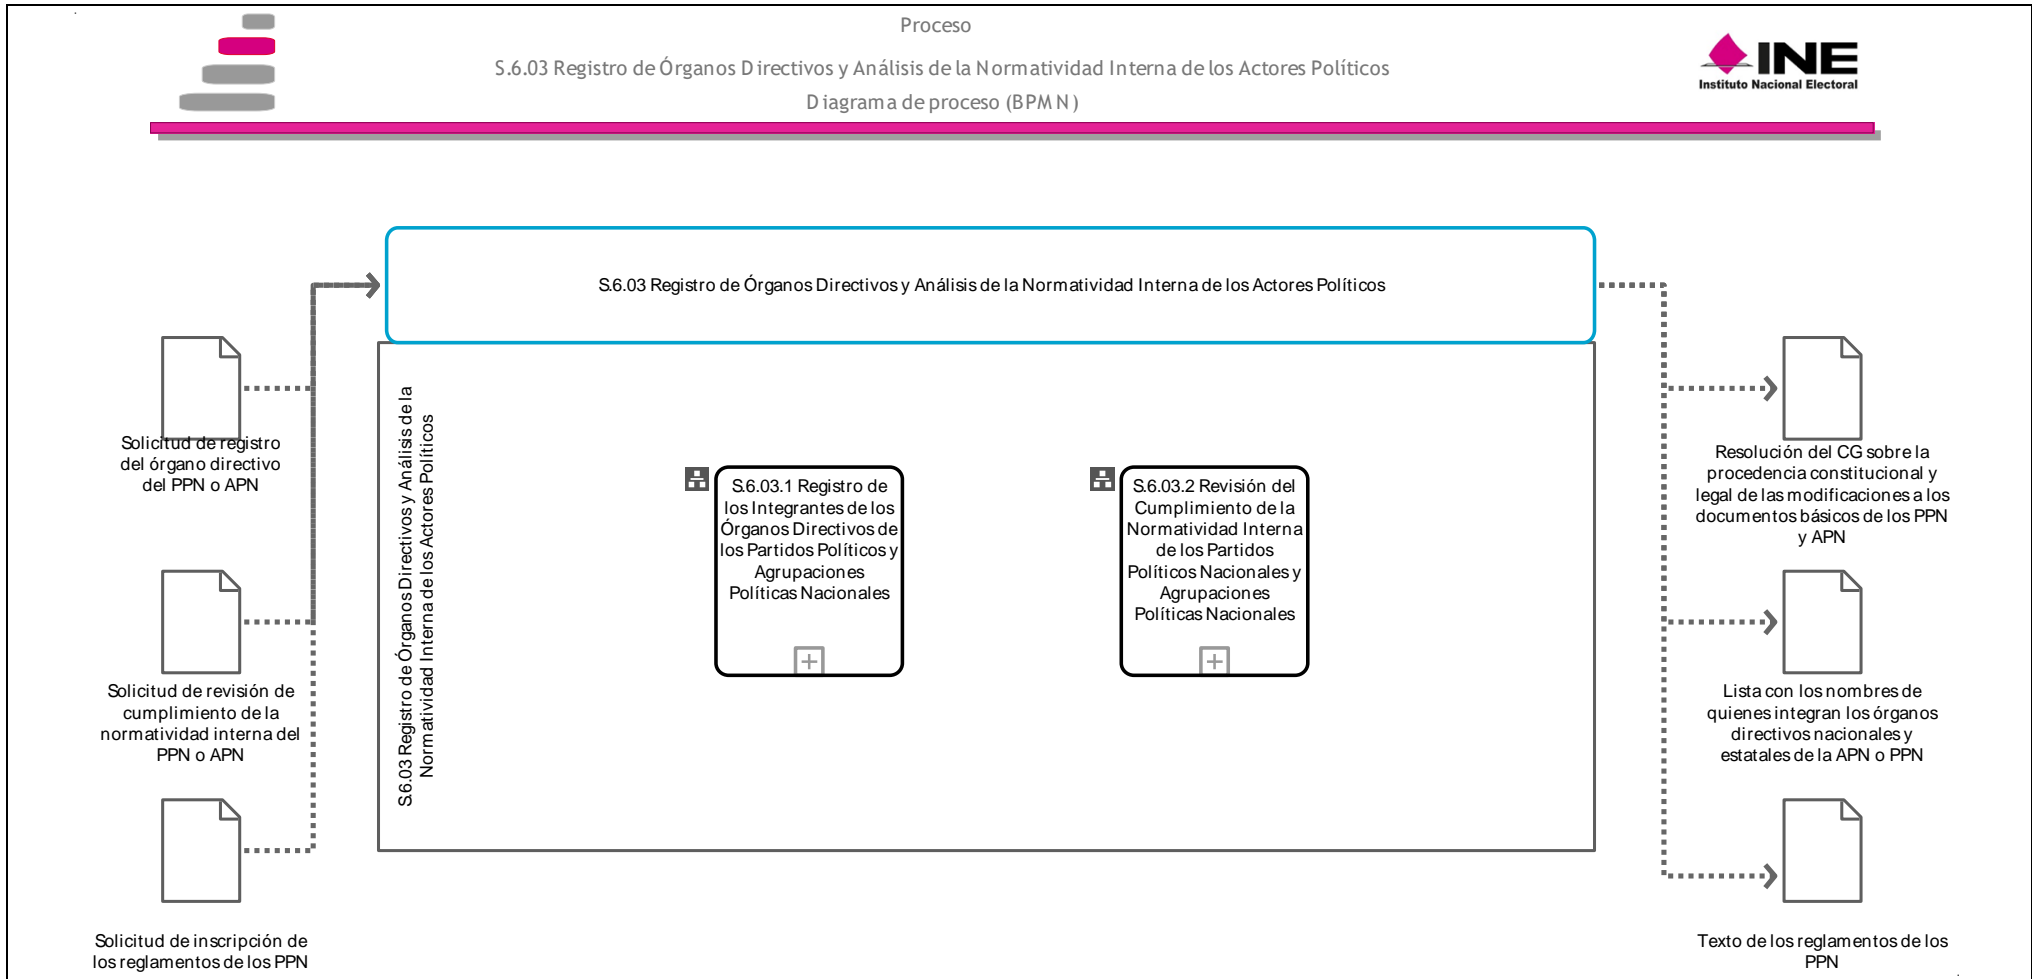 Proceso
S.6.03 Registro de Órganos Directivos y Análisis de la Normatividad Interna de los Actores Políticos
Diagrama de proceso (BPMN)
INE
Instituto Nacional Electoral
S.6.03 Registro de Órganos Directivos y Análisis de la Normatividad Interna de los Actores Políticos
Solicitud de registro
del órgano directivo
del PPN o APN
Solicitud de revisión de
cumplimiento de la
normatividad interna del
PPN o APN
Solicitud de inscripción de
los reglamentos de los PPN
S.6.03 Registro de Órganos Directivos y Análisis de la
Normatividad Interna de los Actores Políticos
S.6.03.1 Registro de
los Integrantes de los
Órganos Directivos de
los Partidos Políticos y
Agrupaciones
Políticas Nacionales
S.6.03.2 Revisión del
Cumplimiento de la
Normatividad Interna
de los Partidos
Políticos Nacionales y
Agrupaciones
Políticas Nacionales
Resolución del CG sobre la
procedencia constitucional y
legal de las modificaciones a los
documentos básicos de los PPN
y APN
Lista con los nombres de
quienes integran los órganos
directivos nacionales y
estatales de la APN o PPN
Texto de los reglamentos de los
PPN